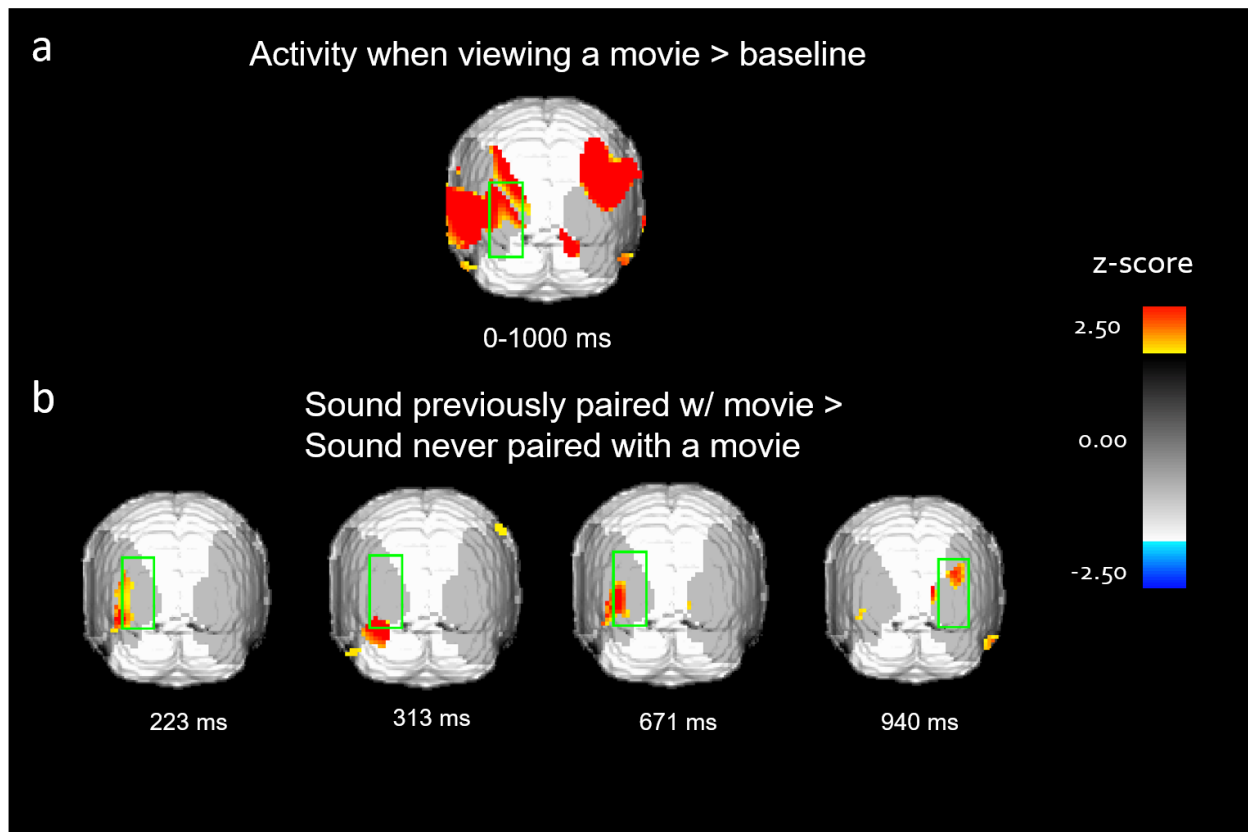 a
Activity when viewing a movie > baseline
0-1000 ms
z-score
2.50
0.00
-2.50
b
Sound previously paired w/ movie >
Sound never paired with a movie
223 ms
313 ms
671 ms
940 ms